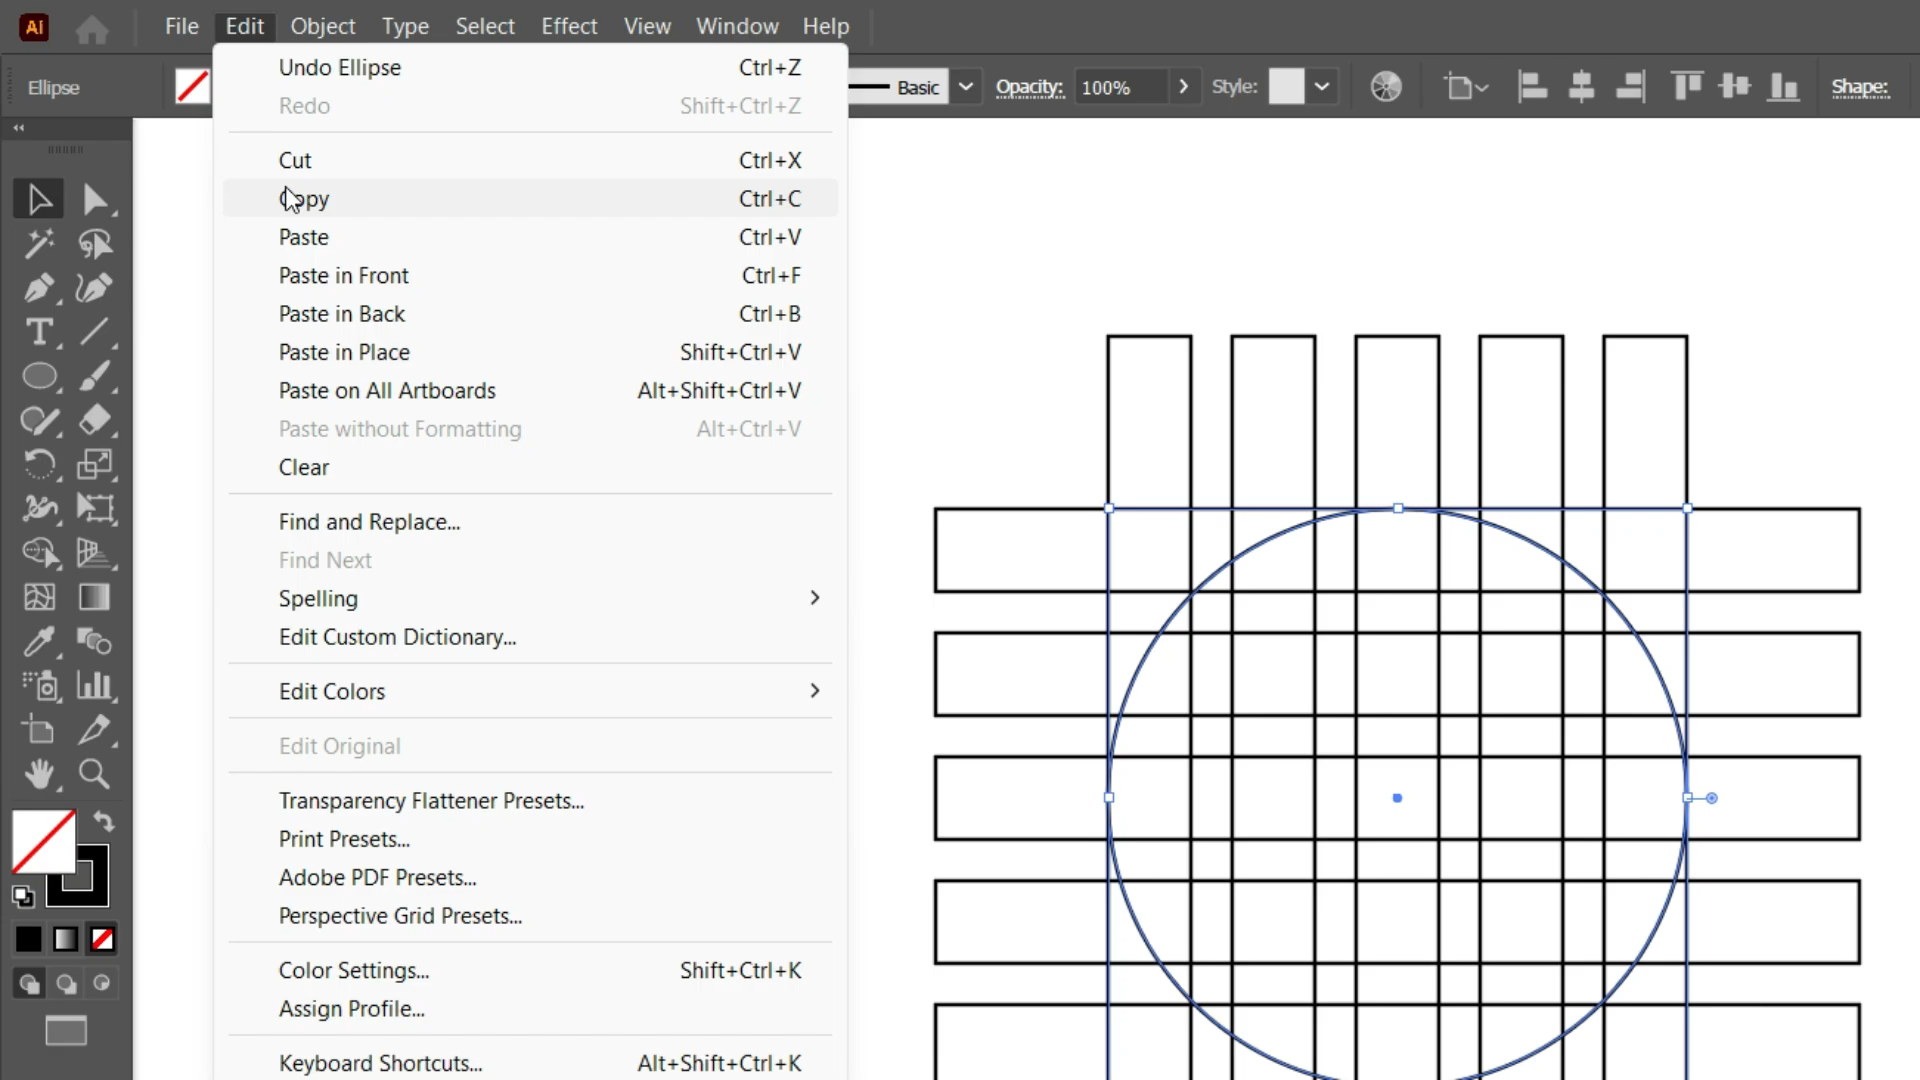 Ai
File Edit Object Type Select Effect View Window Help
Ellipse
Basic
Opacity: 100%
Style:
Shape:
Undo Ellipse Ctrl+Z
Redo Shift+Ctrl+Z
Cut Ctrl+X
Copy Ctrl+C
Paste Ctrl+V
Paste in Front Ctrl+F
Paste in Back Ctrl+B
Paste in Place Shift+Ctrl+V
Paste on All Artboards Alt+Shift+Ctrl+V
Paste without Formatting Alt+Ctrl+V
Clear
Find and Replace...
Find Next
Spelling
Edit Custom Dictionary...
Edit Colors
Edit Original
Transparency Flattener Presets...
Print Presets...
Adobe PDF Presets...
Perspective Grid Presets...
Color Settings... Shift+Ctrl+K
Assign Profile...
Keyboard Shortcuts... Alt+Shift+Ctrl+K